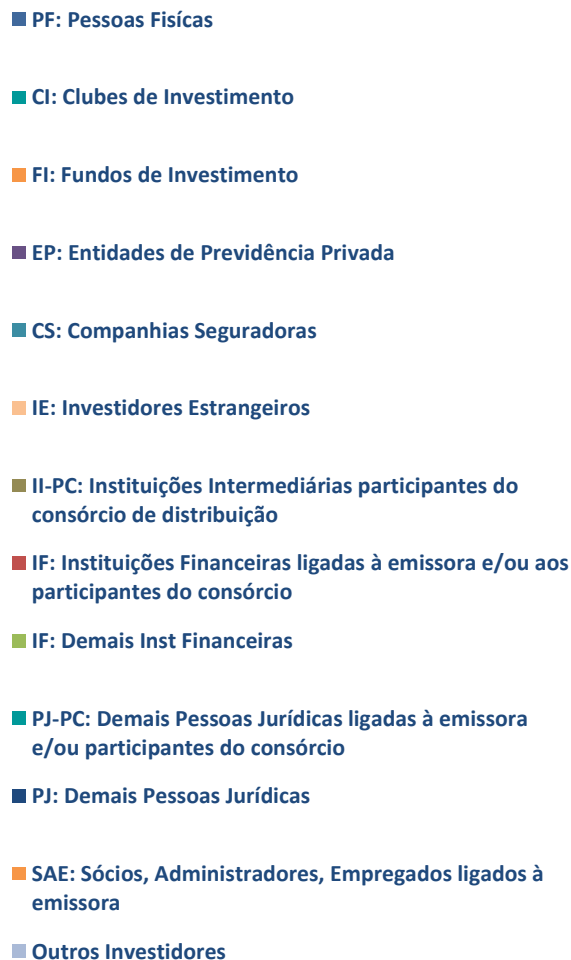 PF: Pessoas Fisícas
CI: Clubes de Investimento
FI: Fundos de Investimento
EP: Entidades de Previdência Privada
CS: Companhias Seguradoras
IE: Investidores Estrangeiros
II-PC: Instituições Intermediárias participantes do
consórcio de distribuição
IF: Instituições Financeiras ligadas à emissora e/ou aos
participantes do consórcio
IF: Demais Inst Financeiras
PJ-PC: Demais Pessoas Jurídicas ligadas à emissora
e/ou participantes do consórcio
PJ: Demais Pessoas Jurídicas
SAE: Sócios, Administradores, Empregados ligados à
emissora
Outros Investidores